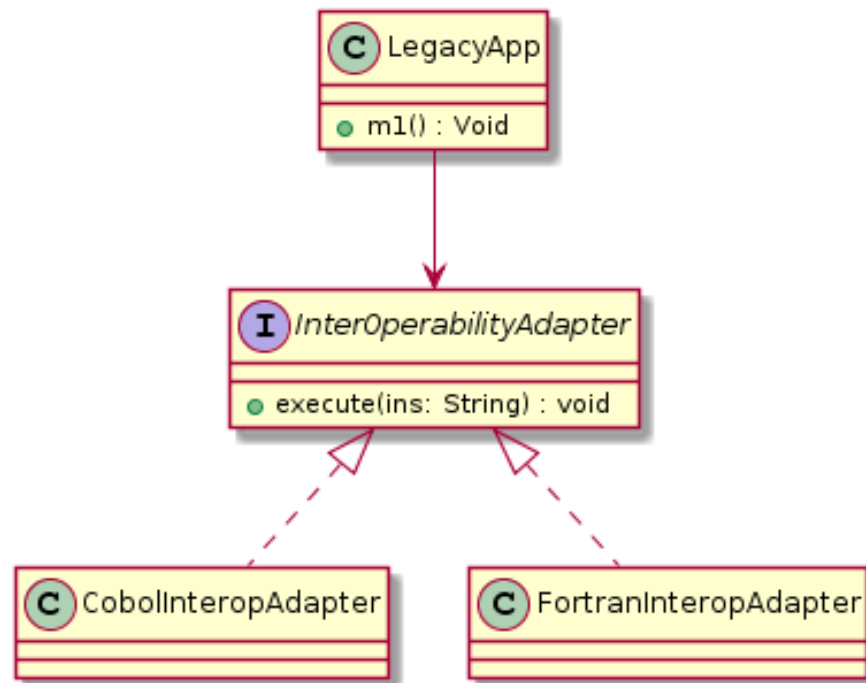 C LegacyApp
m1() : Void
I InterOperabilityAdapter
execute(ins: String) : void
C CobolInteropAdapter
C FortranInteropAdapter